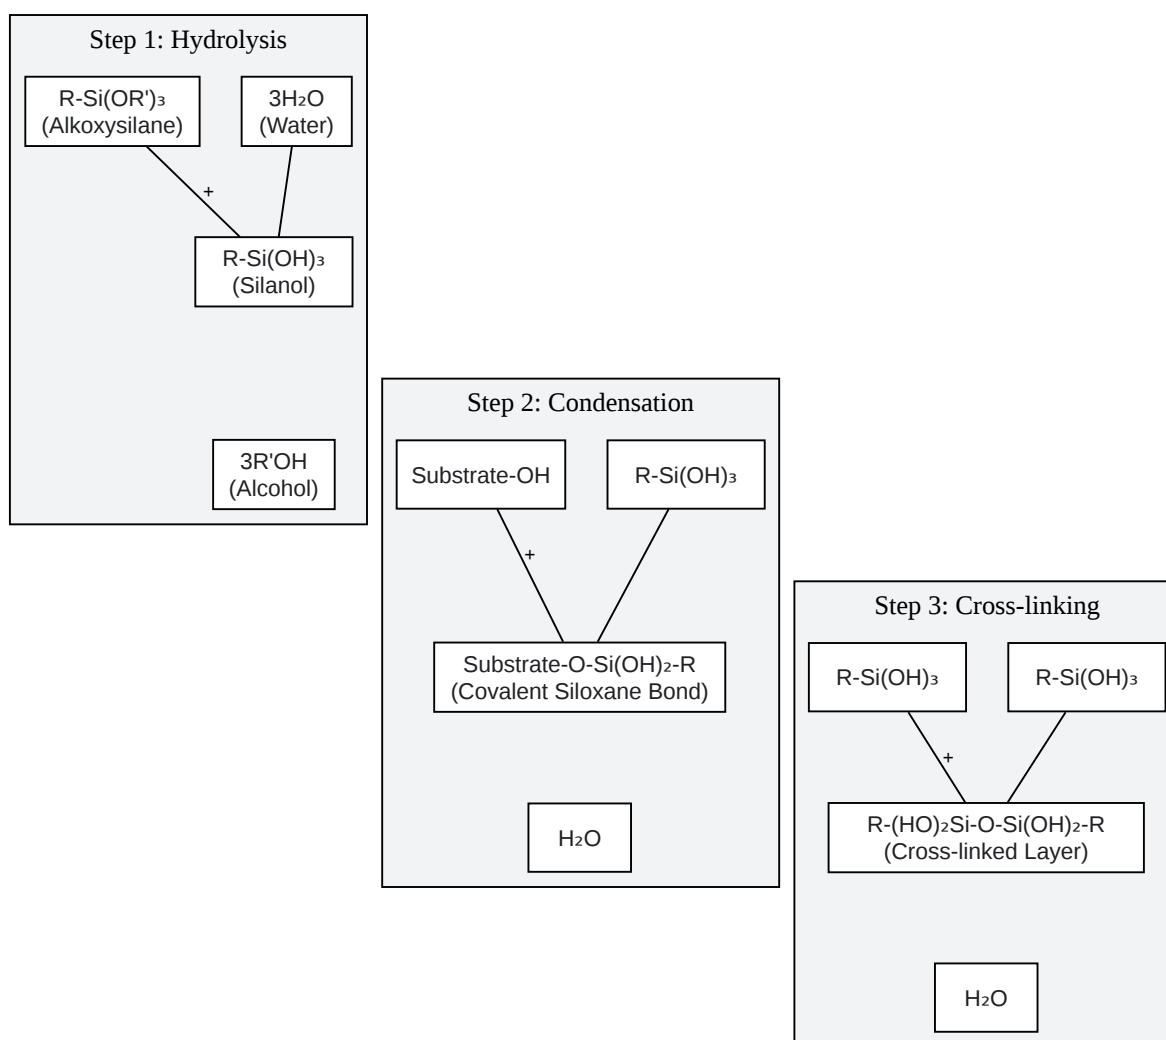 Step 1: Hydrolysis
R-Si(OR')₃
(Alkoxysilane)
3H₂O
(Water)
+
R-Si(OH)₃
(Silanol)
3R'OH
(Alcohol)
Step 2: Condensation
Substrate-OH
R-Si(OH)₃
+
Substrate-O-Si(OH)₂-R
(Covalent Siloxane Bond)
H₂O
Step 3: Cross-linking
R-Si(OH)₃
R-Si(OH)₃
+
R-(HO)₂Si-O-Si(OH)₂-R
(Cross-linked Layer)
H₂O